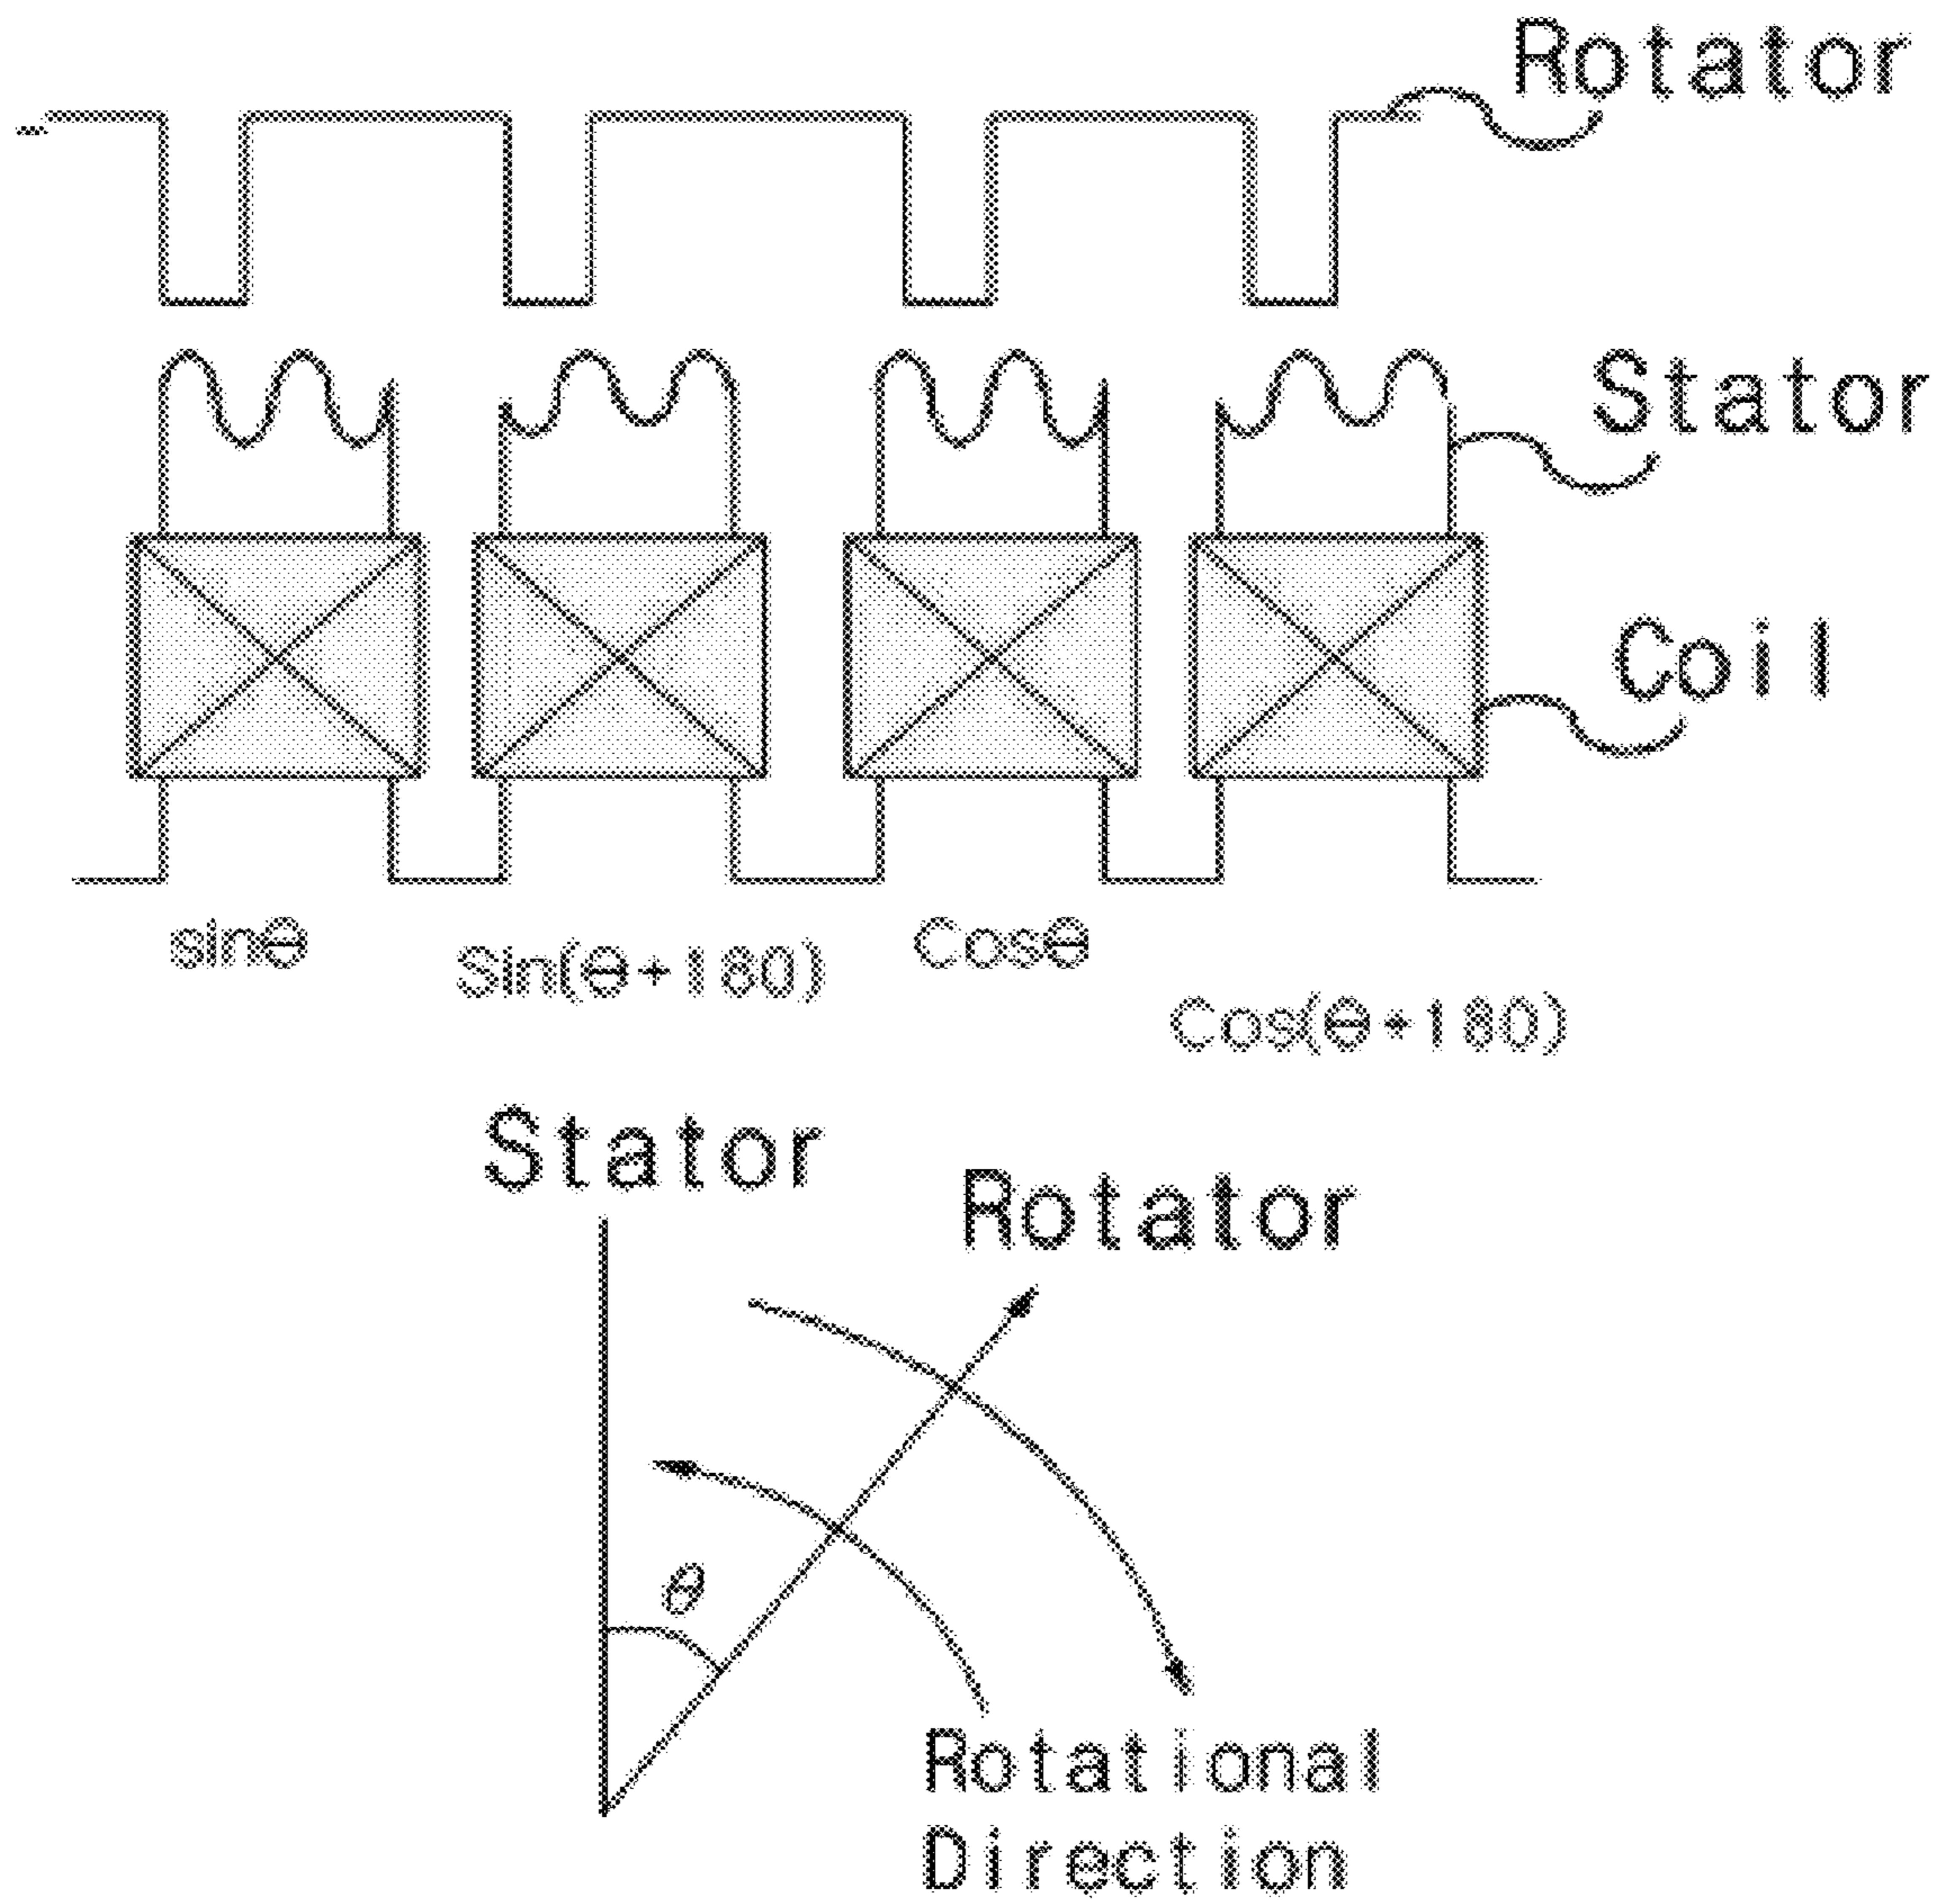 Rotator
Stator
Coil
sinθ
Sin(θ+180)
Cosθ
Cos(θ+180)
Stator
Rotator
θ
Rotational
Direction